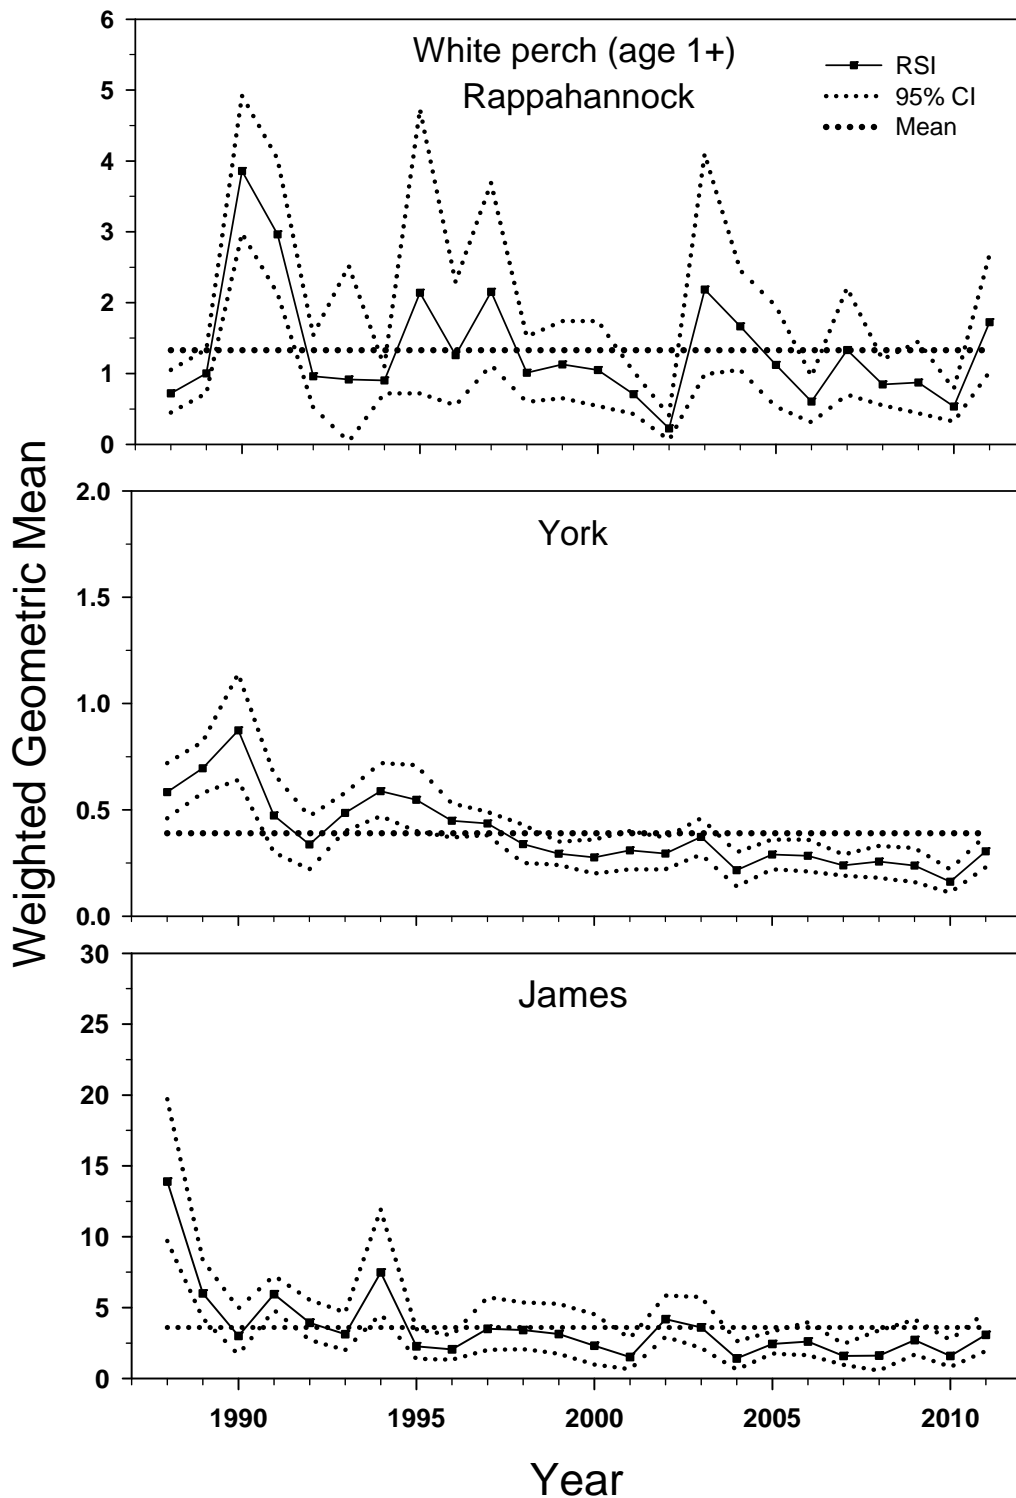 White perch (age 1+)
Rappahannock
RSI
95% CI
Mean
6
5
4
3
2
1
0
Weighted Geometric Mean
York
2.0
1.5
1.0
0.5
0.0
James
30
25
20
15
10
5
0
1990 1995 2000 2005 2010
Year